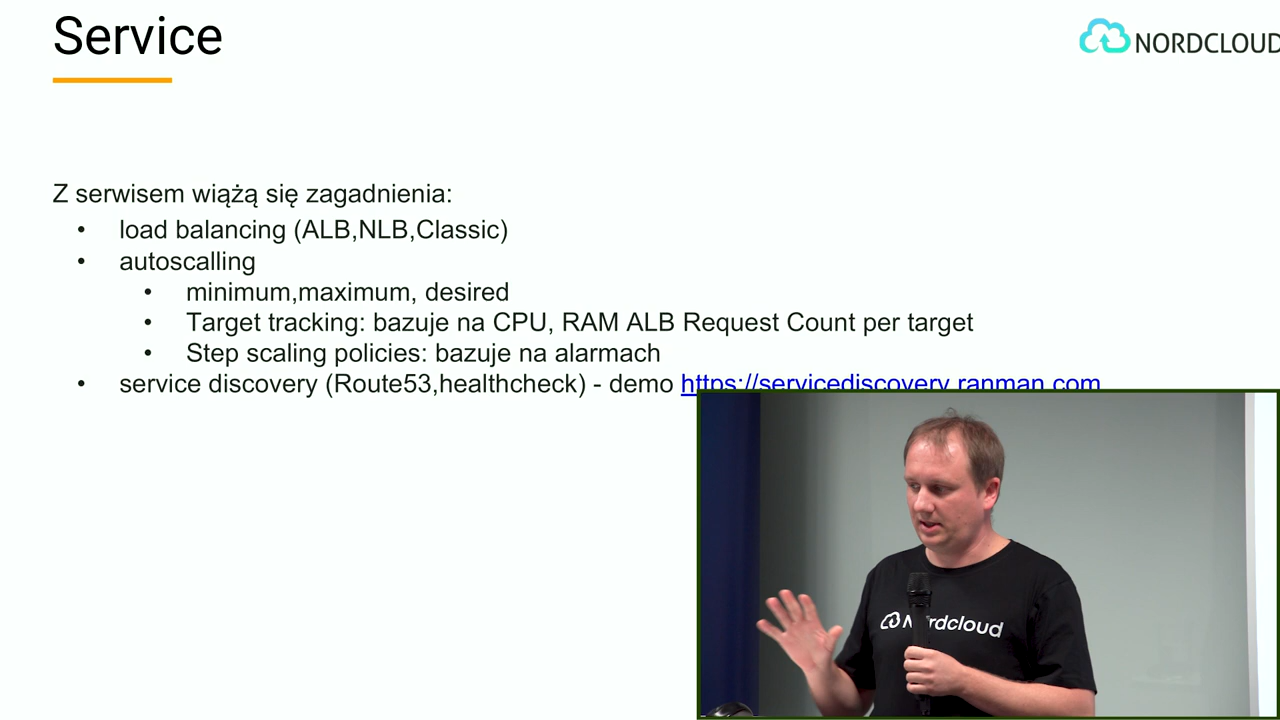 Service
NORDCLOUD
Z serwisem wiążą się zagadnienia:
• load balancing (ALB,NLB,Classic)
• autoscalling
• minimum,maximum, desired
• Target tracking: bazuje na CPU, RAM ALB Request Count per target
• Step scaling policies: bazuje na alarmach
• service discovery (Route53,healthcheck) - demo https://servicediscovery.ranman.com
Nordcloud